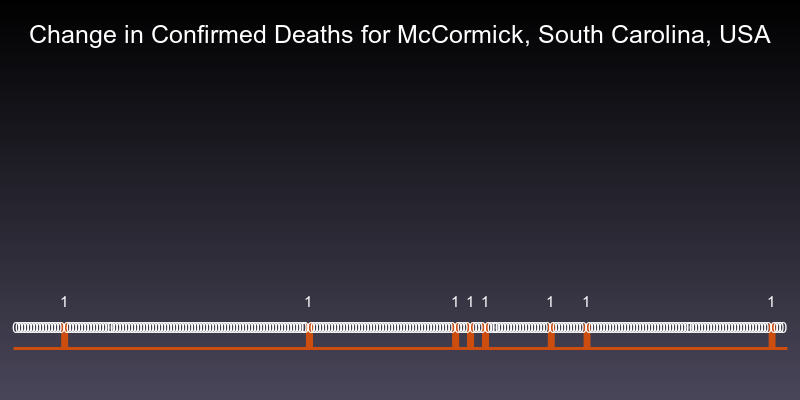 Change in Confirmed Deaths for McCormick, South Carolina, USA
1 1 1 1 1 1 1 1